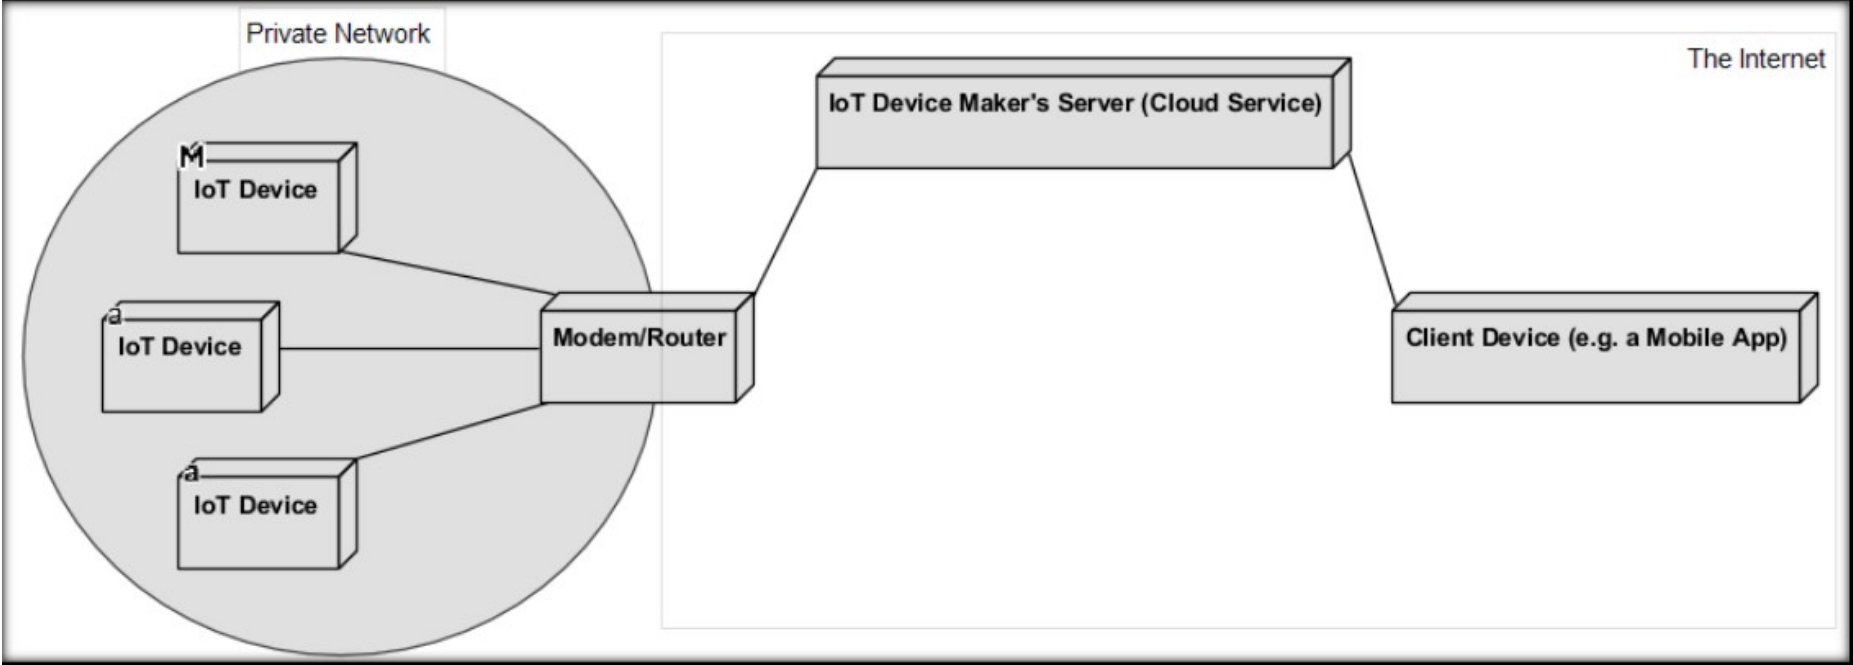 Private Network
The Internet
IoT Device Maker's Server (Cloud Service)
M
IoT Device
a
IoT Device
a
IoT Device
Modem/Router
Client Device (e.g. a Mobile App)